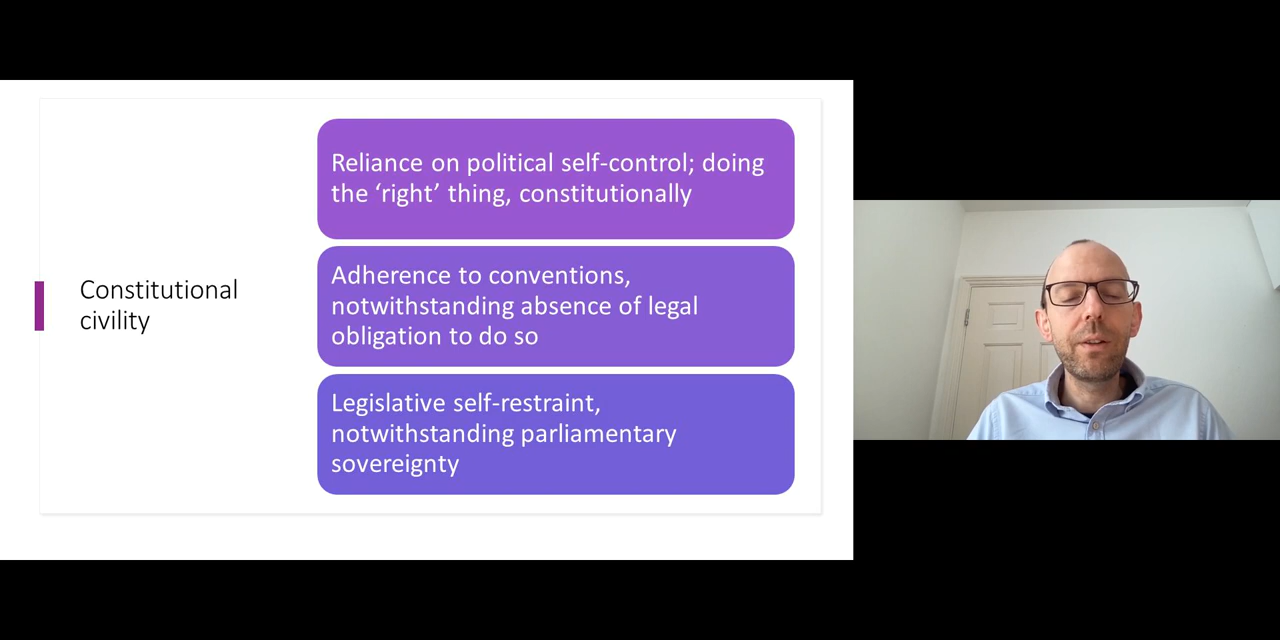 Constitutional
civility
Reliance on political self-control; doing
the ‘right’ thing, constitutionally
Adherence to conventions,
notwithstanding absence of legal
obligation to do so
Legislative self-restraint,
notwithstanding parliamentary
sovereignty